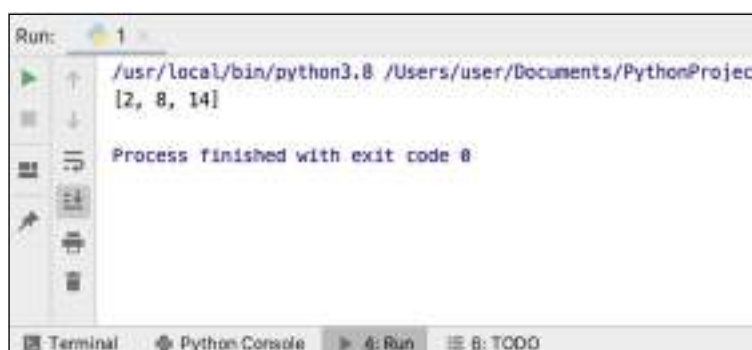 Run: 1
/usr/local/bin/python3.8 /Users/user/Documents/PythonProjec
[2, 8, 14]
Process finished with exit code 0
Terminal Python Console 4: Run 6: TODO